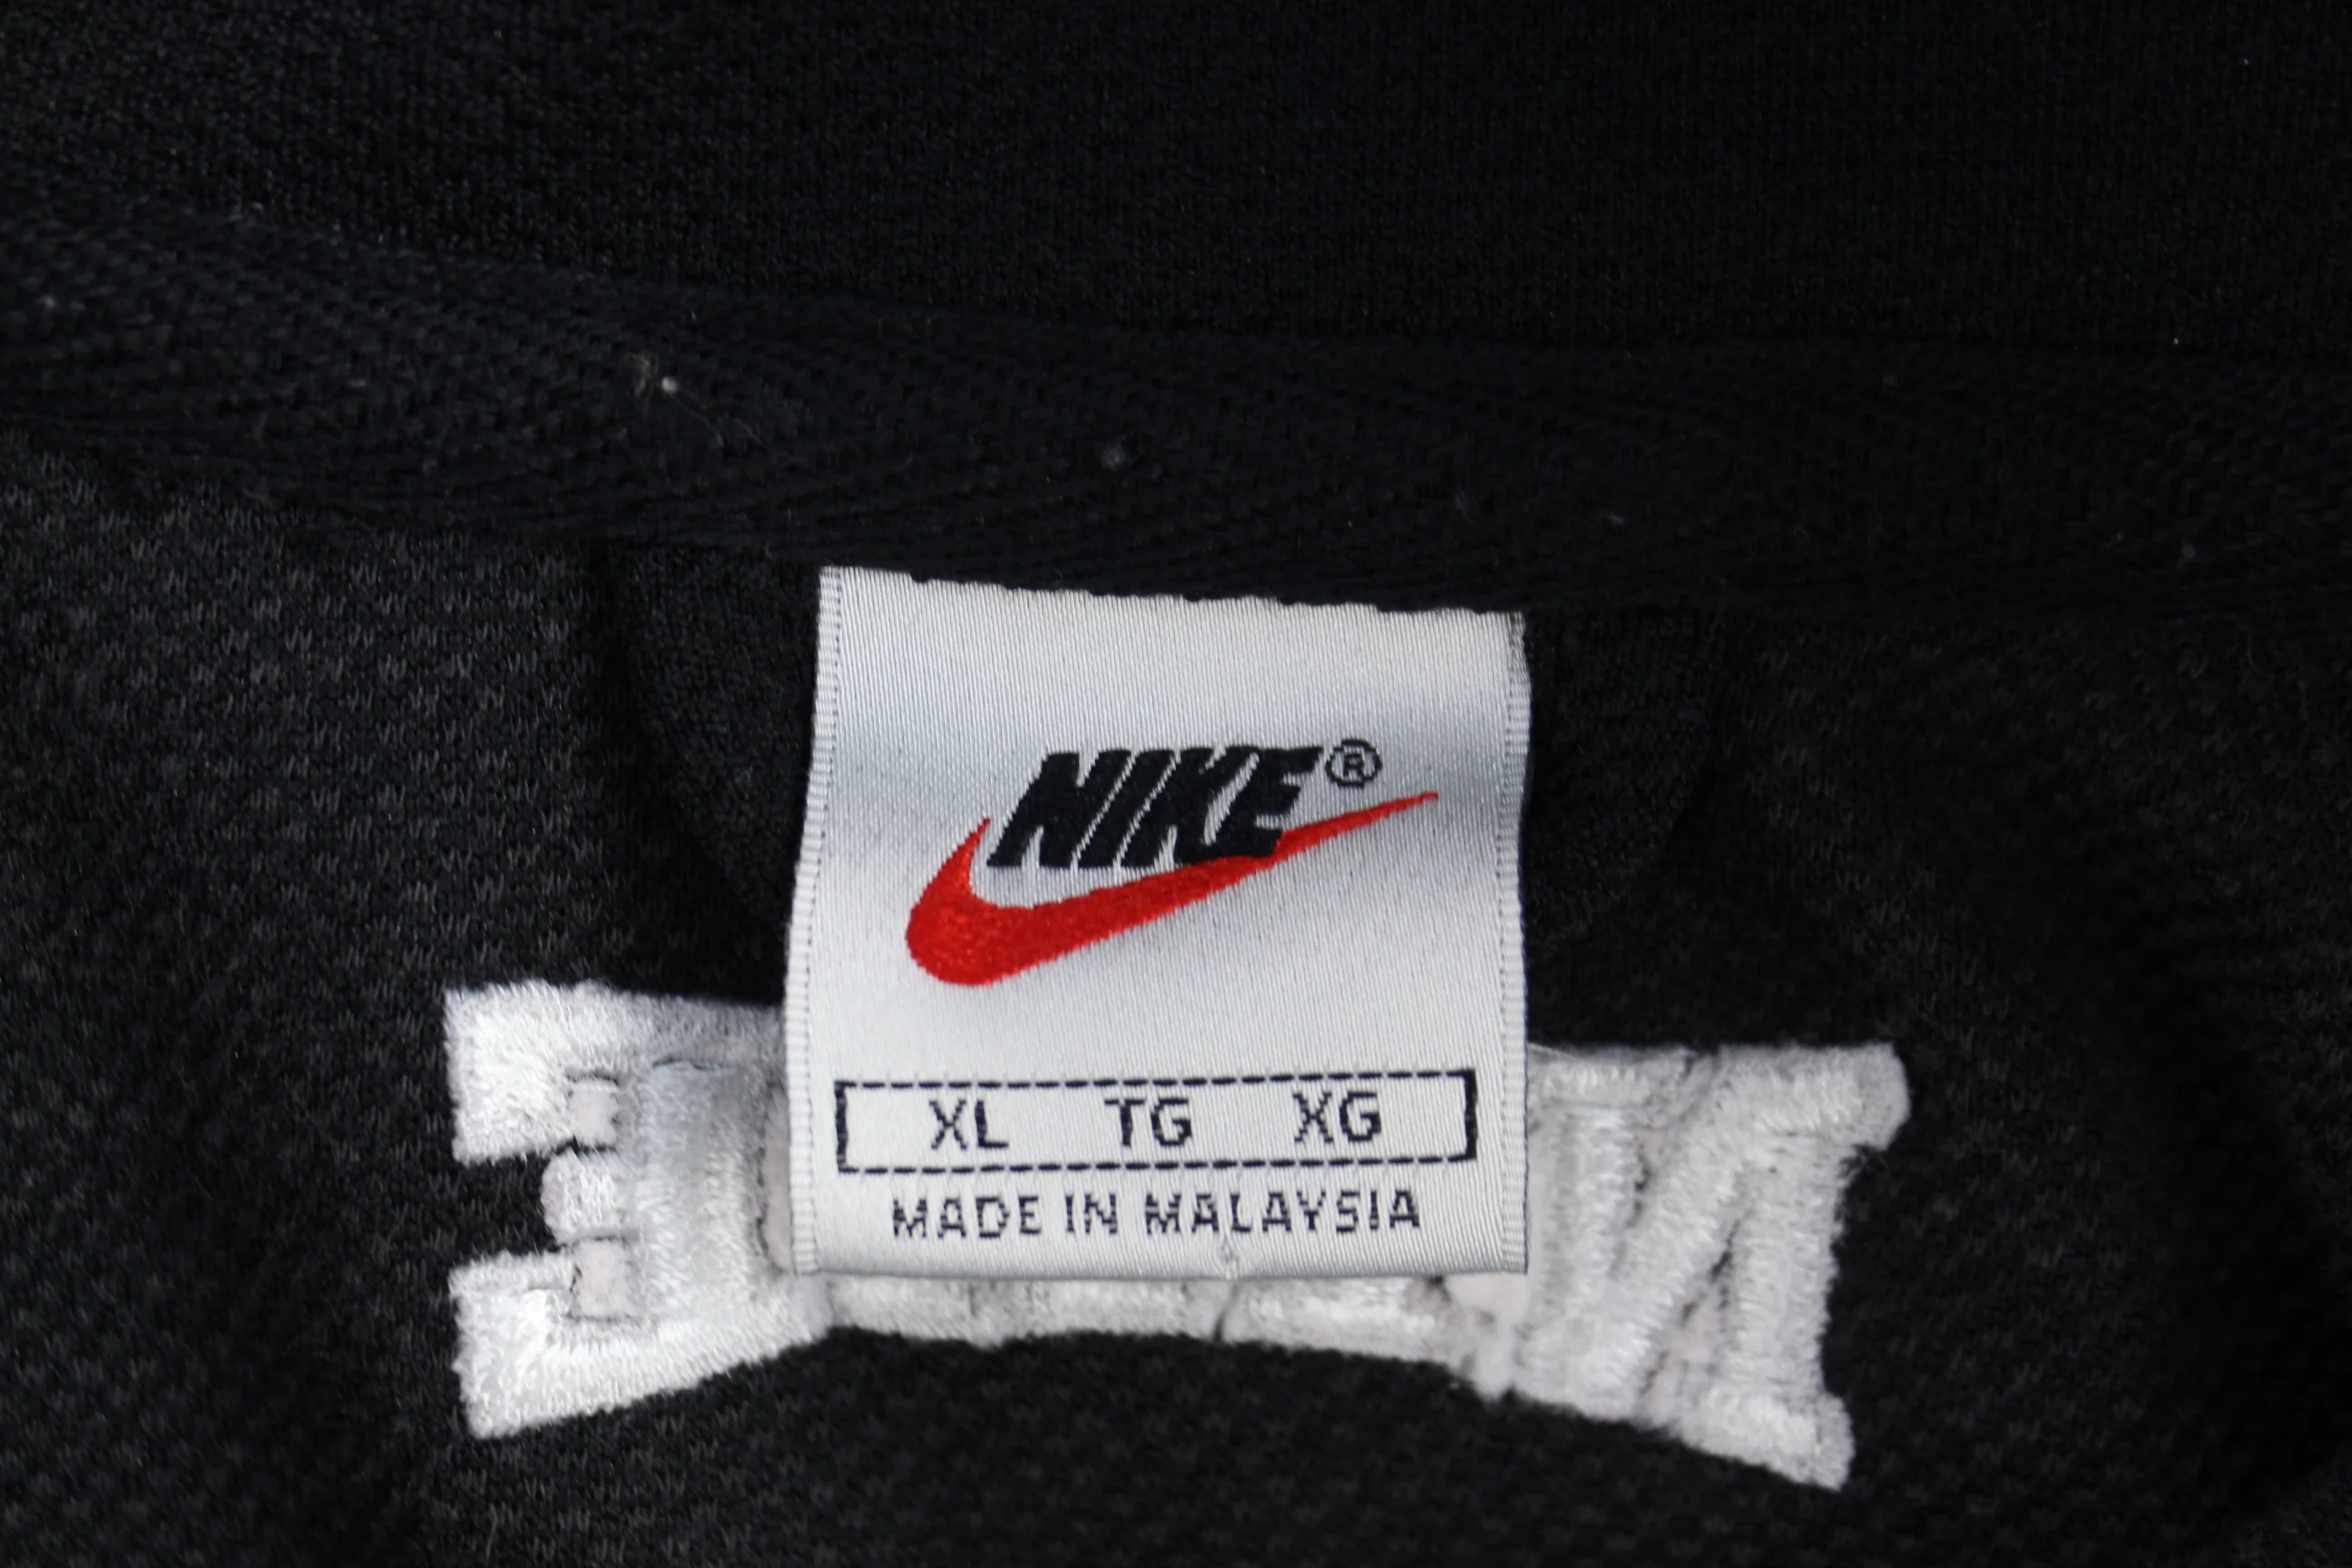 NIKE®
XL TG XG
MADE IN MALAYSIA